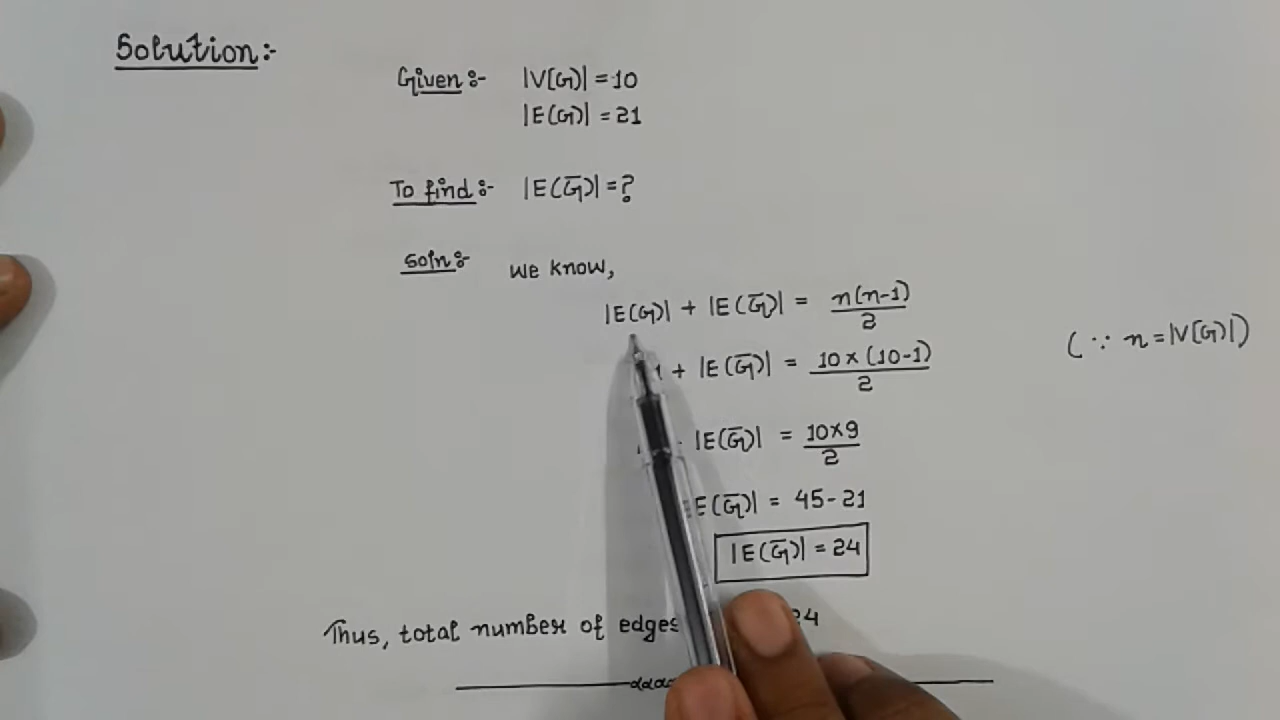 Solution:-
Given:- |V(G)| = 10
|E(G)| = 21
To find:- |E(G̅)| = ?
Soln:- We know,
|E(G)| + |E(G̅)| = n(n-1)/2
(∵ n = |V(G)|)
+ |E(G̅)| = 10×(10-1)/2
|E(G̅)| = 10×9/2
E(G̅)| = 45-21
|E(G̅)| = 24
Thus, total number of edges 24